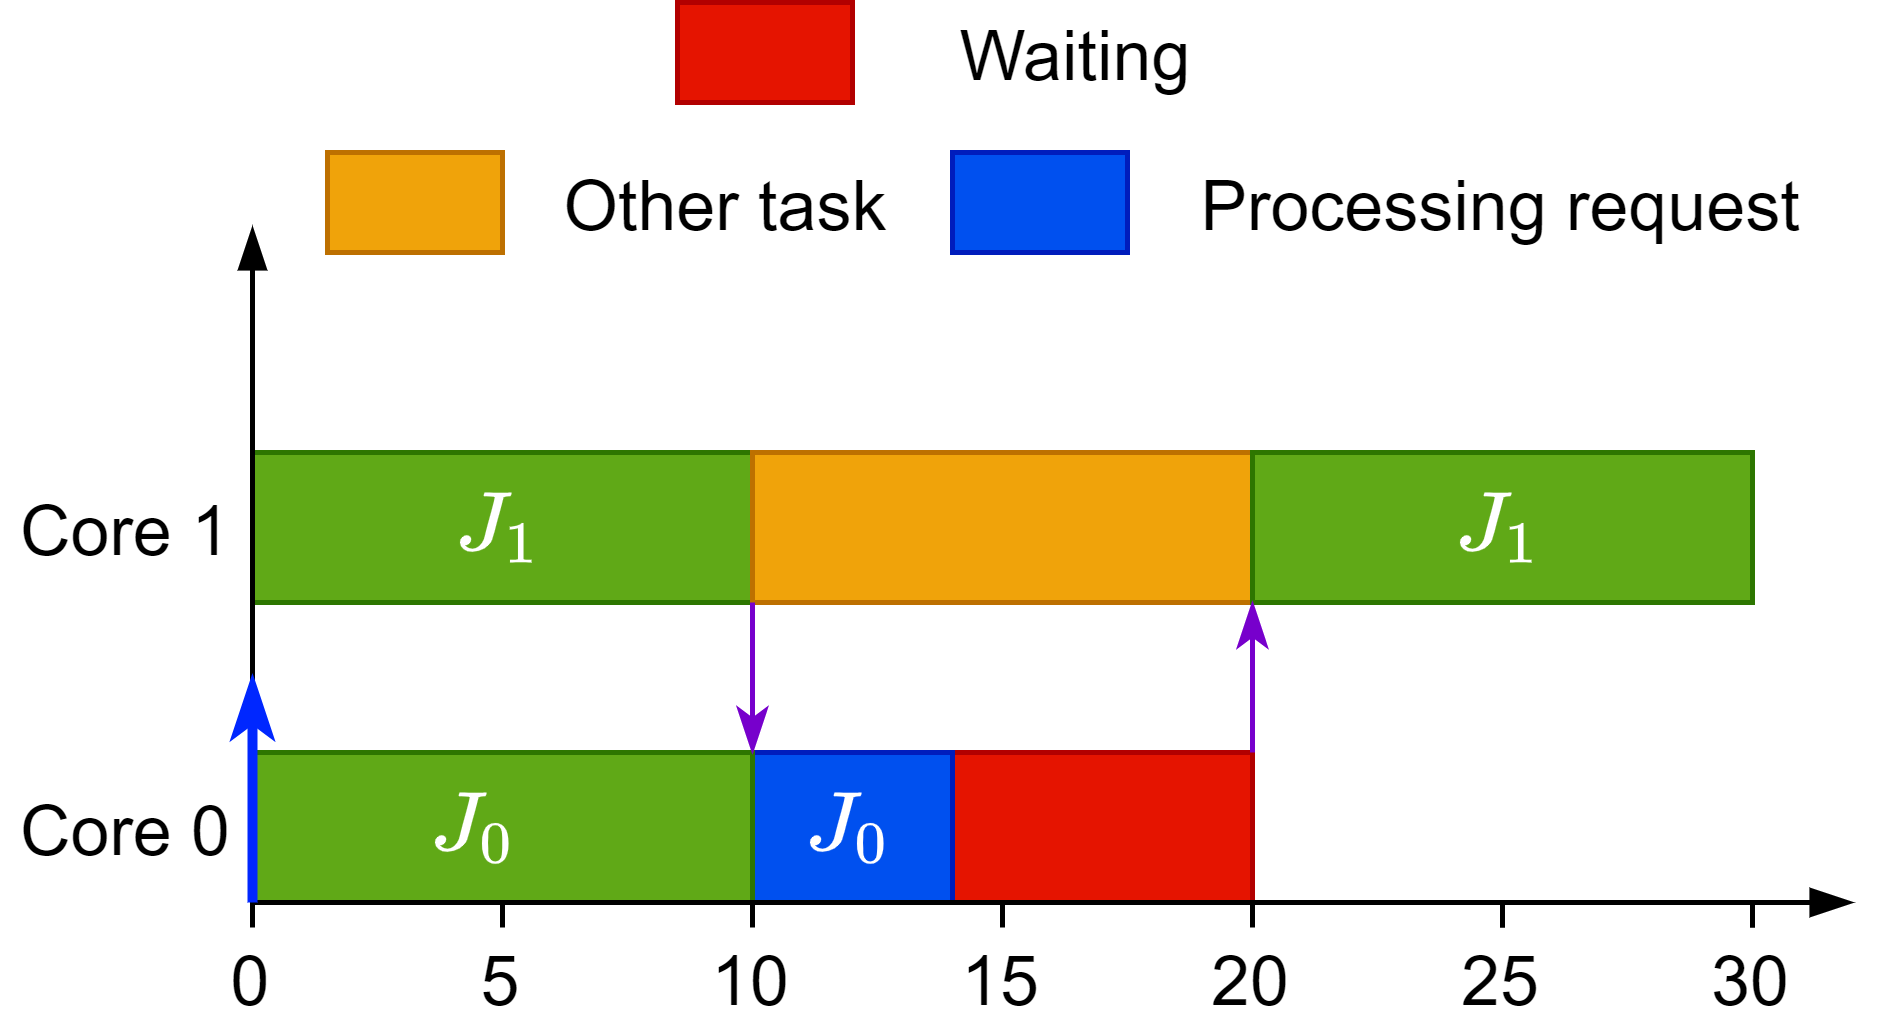 Waiting
Other task Processing request
Core 1 J₁ J₁
Core 0 J₀ J₀
0 5 10 15 20 25 30